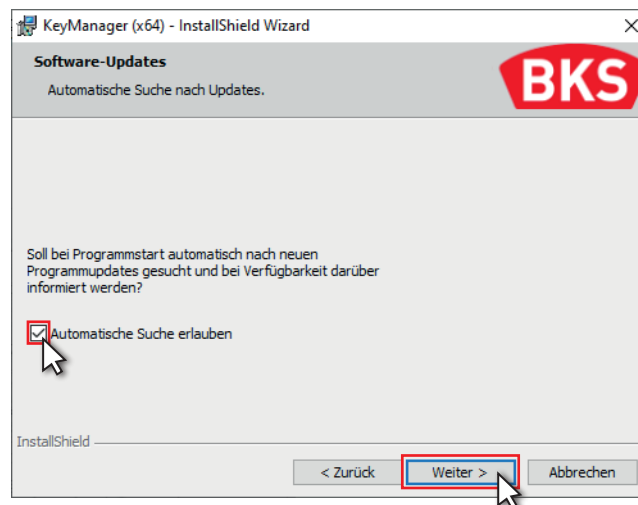 KeyManager (x64) - InstallShield Wizard
Software-Updates
Automatische Suche nach Updates.
BKS
Soll bei Programmstart automatisch nach neuen
Programmupdates gesucht und bei Verfügbarkeit darüber
informiert werden?
Automatische Suche erlauben
InstallShield
< Zurück Weiter > Abbrechen